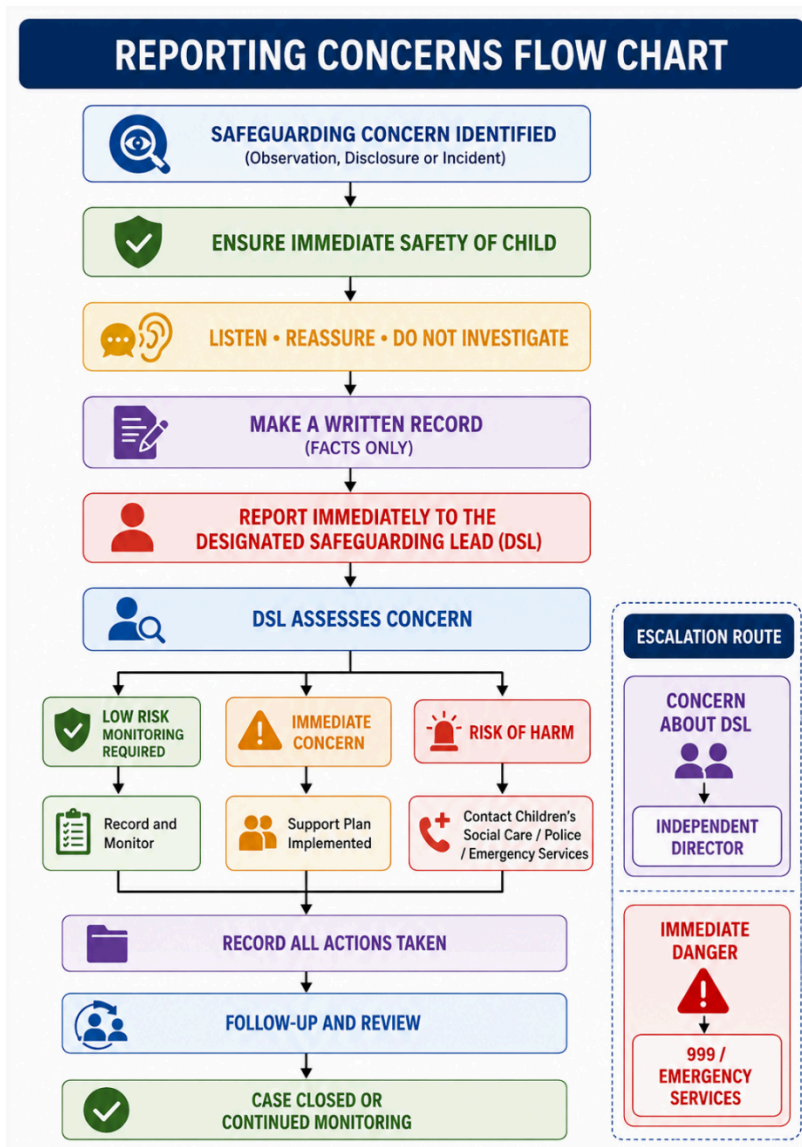 REPORTING CONCERNS FLOW CHART
SAFEGUARDING CONCERN IDENTIFIED
(Observation, Disclosure or Incident)
ENSURE IMMEDIATE SAFETY OF CHILD
LISTEN • REASSURE • DO NOT INVESTIGATE
MAKE A WRITTEN RECORD
(FACTS ONLY)
REPORT IMMEDIATELY TO THE
DESIGNATED SAFEGUARDING LEAD (DSL)
DSL ASSESSES CONCERN
LOW RISK
MONITORING
REQUIRED
IMMEDIATE
CONCERN
RISK OF HARM
Record and
Monitor
Support Plan
Implemented
Contact Children's
Social Care / Police
/ Emergency Services
RECORD ALL ACTIONS TAKEN
FOLLOW-UP AND REVIEW
CASE CLOSED OR
CONTINUED MONITORING
ESCALATION ROUTE
CONCERN
ABOUT DSL
INDEPENDENT
DIRECTOR
IMMEDIATE
DANGER
999 /
EMERGENCY
SERVICES